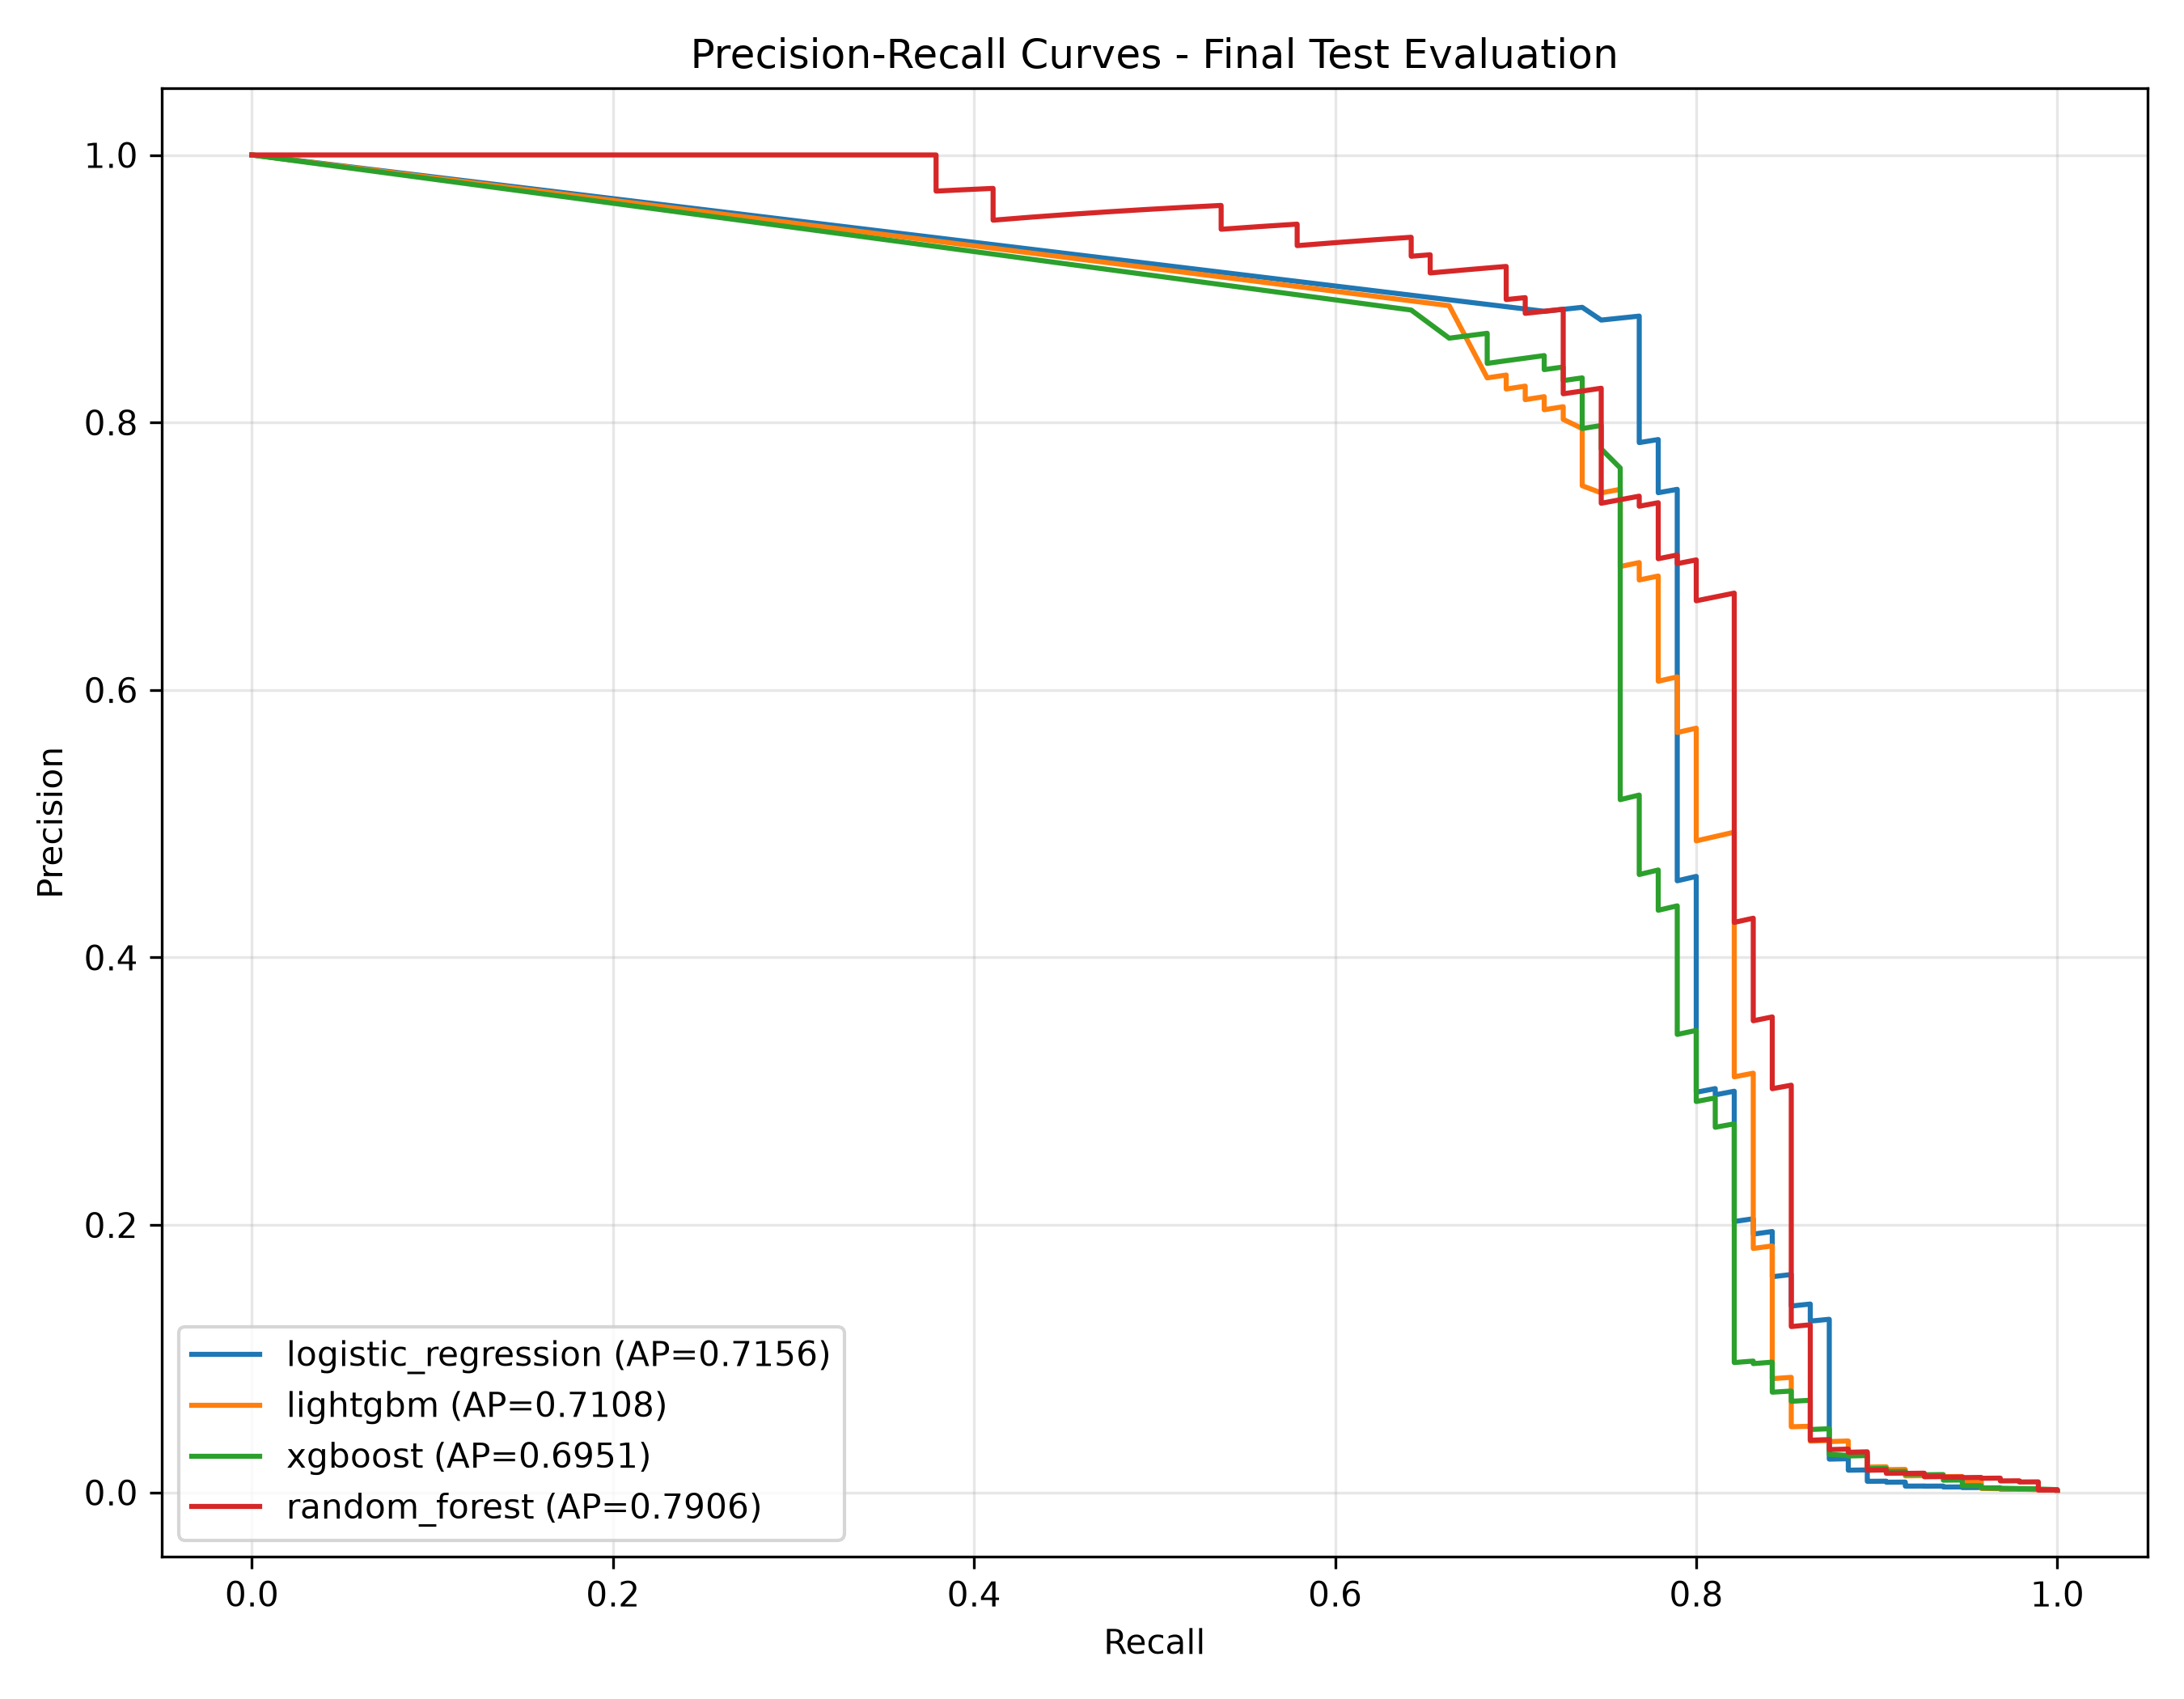 Precision-Recall Curves - Final Test Evaluation
1.0
0.8
0.6
0.4
0.2
0.0
Precision
logistic_regression (AP=0.7156)
lightgbm (AP=0.7108)
xgboost (AP=0.6951)
random_forest (AP=0.7906)
0.0 0.2 0.4 0.6 0.8 1.0
Recall